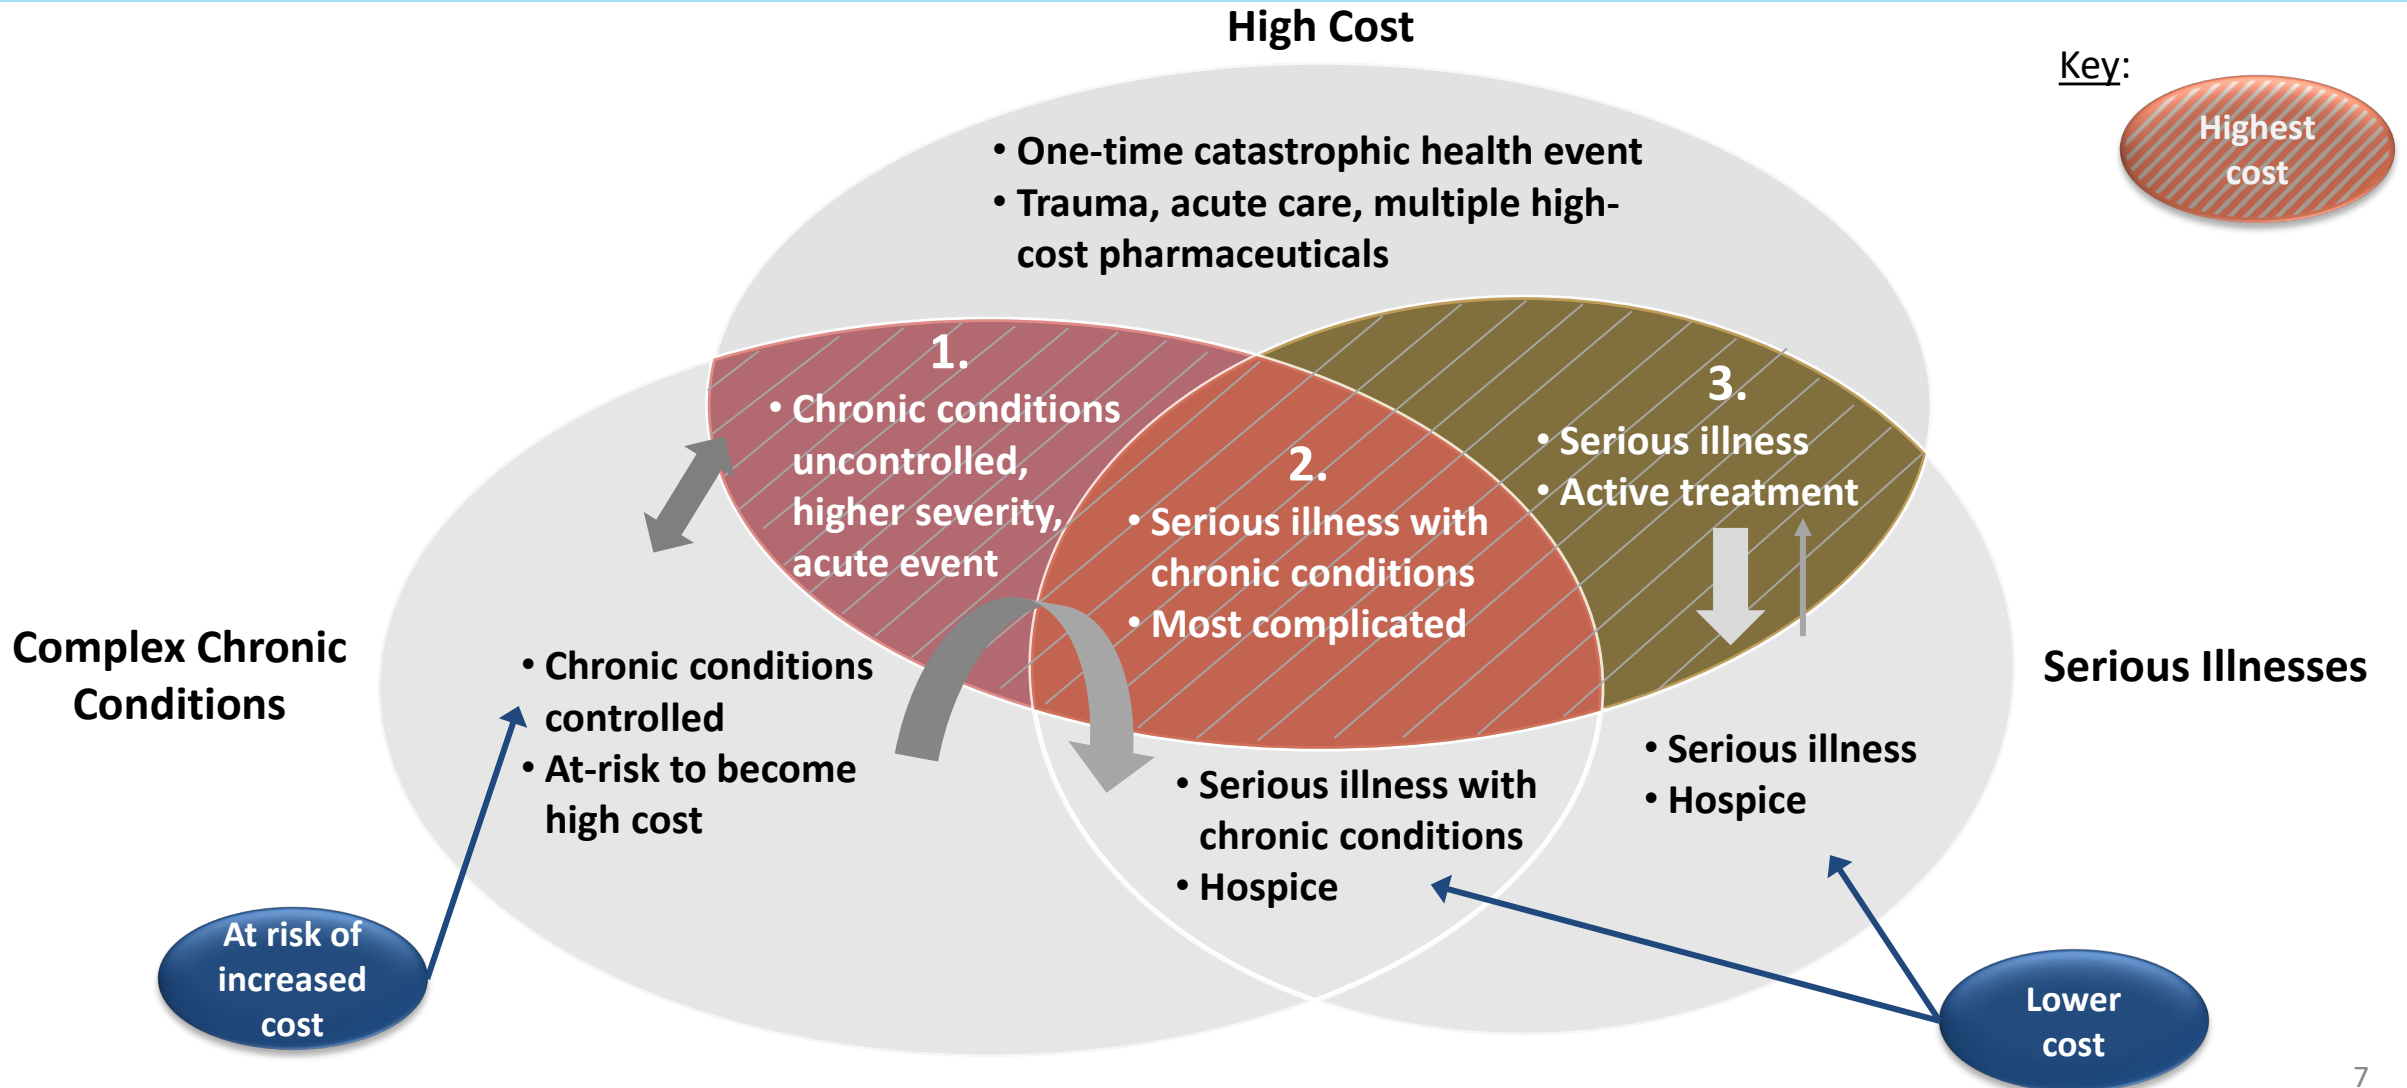 High Cost
Key:
Highest
cost
• One-time catastrophic health event
• Trauma, acute care, multiple high-
cost pharmaceuticals
1.
• Chronic conditions
uncontrolled,
higher severity,
acute event
2.
• Serious illness with
chronic conditions
• Most complicated
3.
• Serious illness
• Active treatment
Complex Chronic
Conditions
• Chronic conditions
controlled
• At-risk to become
high cost
Serious Illnesses
• Serious illness with
chronic conditions
• Hospice
• Serious illness
• Hospice
At risk of
increased
cost
Lower
cost
7